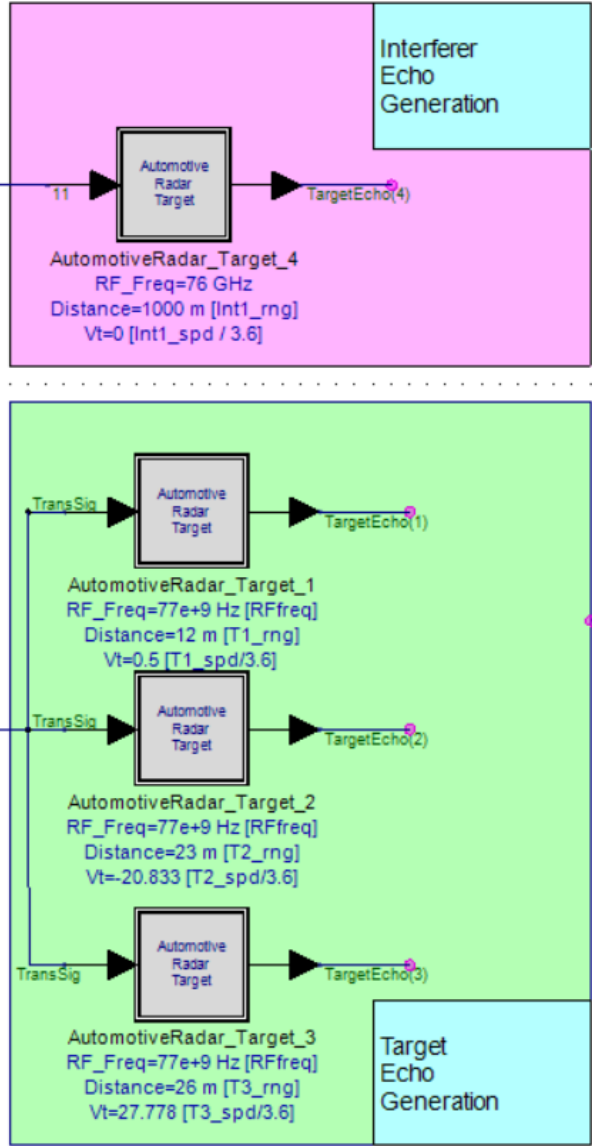 Interferer
Echo
Generation
Automotive
Radar
Target
11
TargetEcho(4)
AutomotiveRadar_Target_4
RF_Freq=76 GHz
Distance=1000 m [Int1_rng]
Vt=0 [Int1_spd / 3.6]
TransSig
Automotive
Radar
Target
TargetEcho(1)
AutomotiveRadar_Target_1
RF_Freq=77e+9 Hz [RFfreq]
Distance=12 m [T1_rng]
Vt=0.5 [T1_spd/3.6]
TransSig
Automotive
Radar
Target
TargetEcho(2)
AutomotiveRadar_Target_2
RF_Freq=77e+9 Hz [RFfreq]
Distance=23 m [T2_rng]
Vt=-20.833 [T2_spd/3.6]
TransSig
Automotive
Radar
Target
TargetEcho(3)
AutomotiveRadar_Target_3
RF_Freq=77e+9 Hz [RFfreq]
Distance=26 m [T3_rng]
Vt=27.778 [T3_spd/3.6]
Target
Echo
Generation